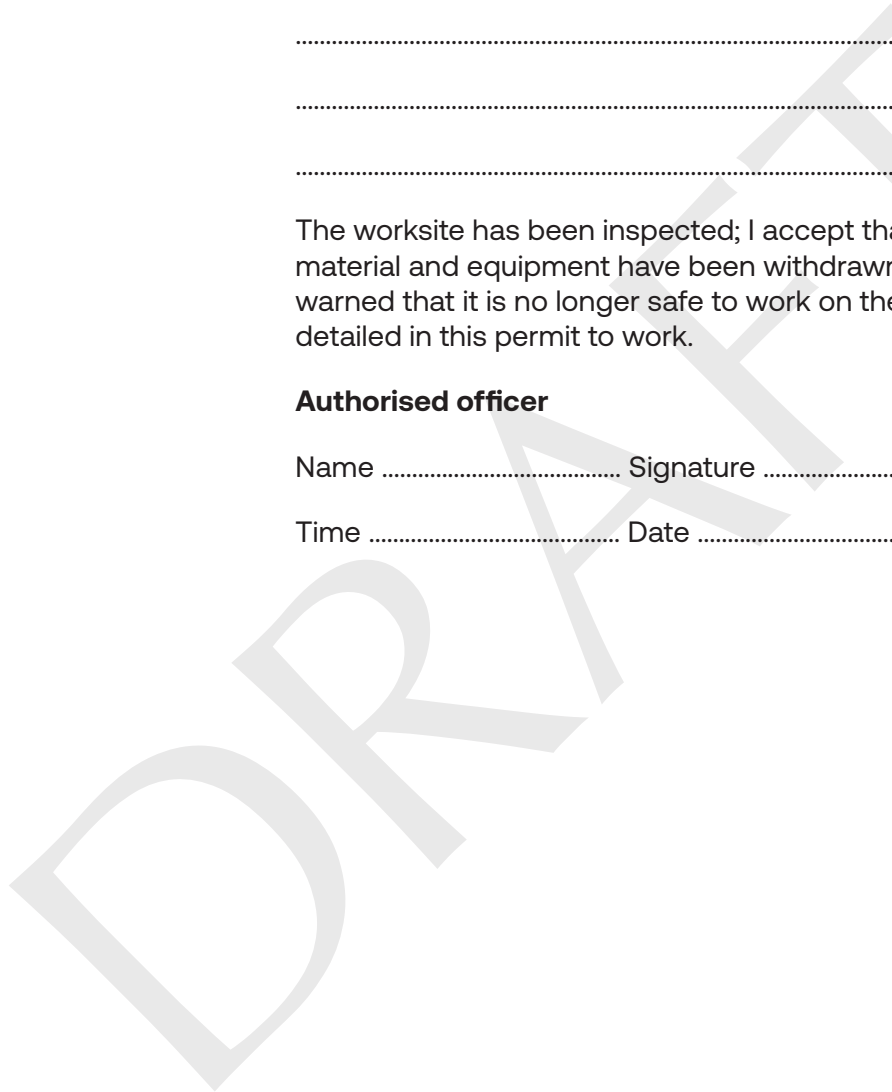 The worksite has been inspected; I accept
material and equipment have been withdrawn
warned that it is no longer safe to work on the
detailed in this permit to work.
Authorised officer
Name ........................................ Signature ......................
Time .......................................... Date .................................
DRAFT